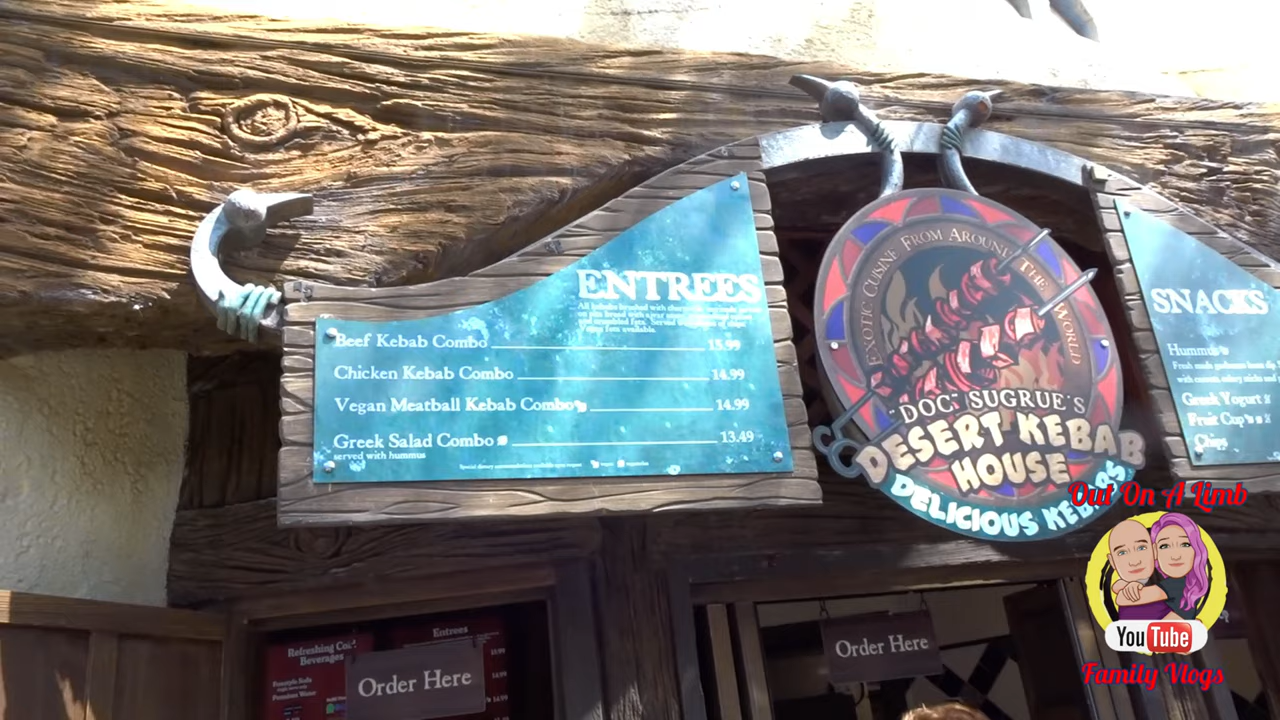 ENTREES
Beef Kebab Combo 15.99
Chicken Kebab Combo 14.99
Vegan Meatball Kebab Combo 14.99
Greek Salad Combo 13.49
served with hummus
EXOTIC CUISINE FROM AROUND THE WORLD
"DOC" SUGRUE'S
DESERT KEBAB
HOUSE
DELICIOUS KEBABS
SNACKS
Hummus
Greek Yogurt
Fruit Cup
Chips
Refreshing
Beverages
Entrees
Order Here
Order Here
Out On A Limb
YouTube
Family Vlogs